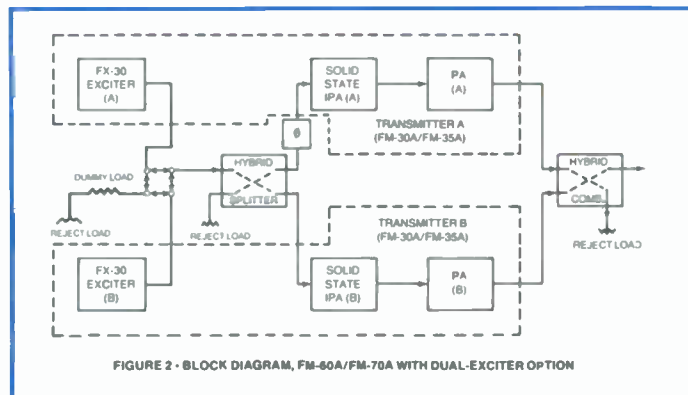 FX-30
EXCITER
(A)
SOLID
STATE
IPA (A)
PA
(A)
TRANSMITTER A
(FM-30A/FM-35A)
Φ
DUMMY LOAD
HYBRID
SPLITTER
HYBRID
COMB.
REJECT LOAD
REJECT LOAD
REJECT LOAD
TRANSMITTER B
(FM-30A/FM-35A)
FX-30
EXCITER
(B)
SOLID
STATE
IPA (B)
PA
(B)
FIGURE 2 · BLOCK DIAGRAM, FM-60A/FM-70A WITH DUAL-EXCITER OPTION